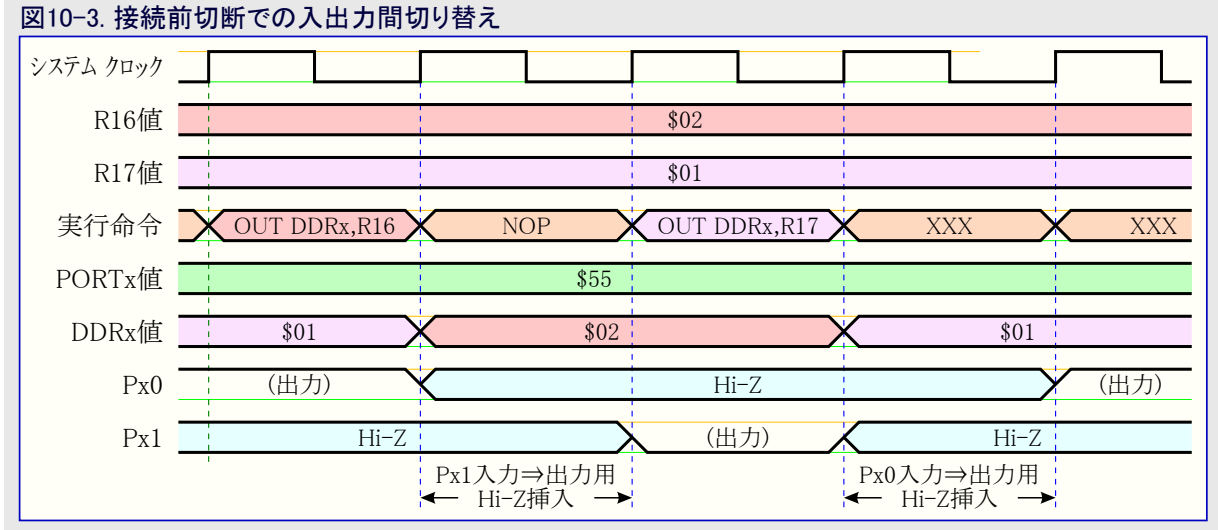 図10-3. 接続前切断での入出力間切り替え
システム クロック
R16値 $02
R17値 $01
実行命令 OUT DDRx,R16 NOP OUT DDRx,R17 XXX XXX
PORTx値 $55
DDRx値 $01 $02 $01
Px0 (出力) Hi-Z (出力)
Px1 Hi-Z (出力) Hi-Z
Px1入力⇒出力用 Px0入力⇒出力用
Hi-Z挿入 Hi-Z挿入